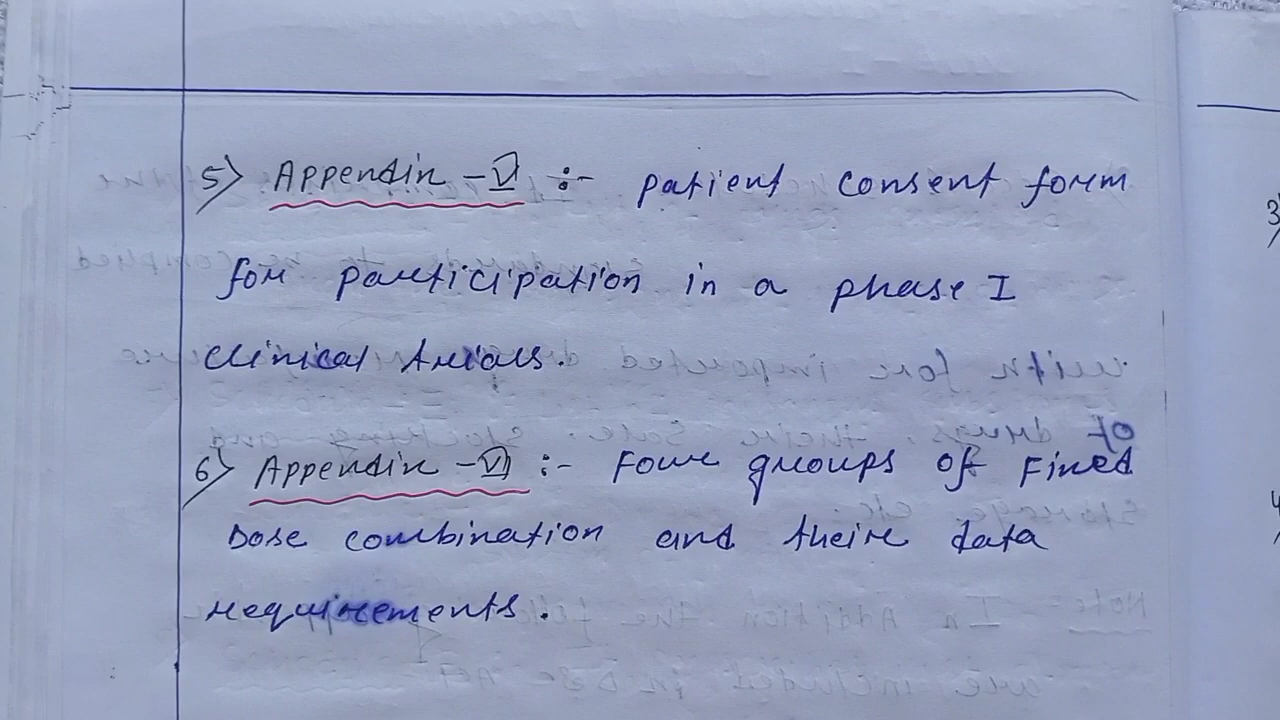 5) Appendix - V :- patient consent form
for participation in a phase I
clinical trials.
6) Appendix - VI :- Four groups of Fixed
Dose combination and their data
requirements.
3)